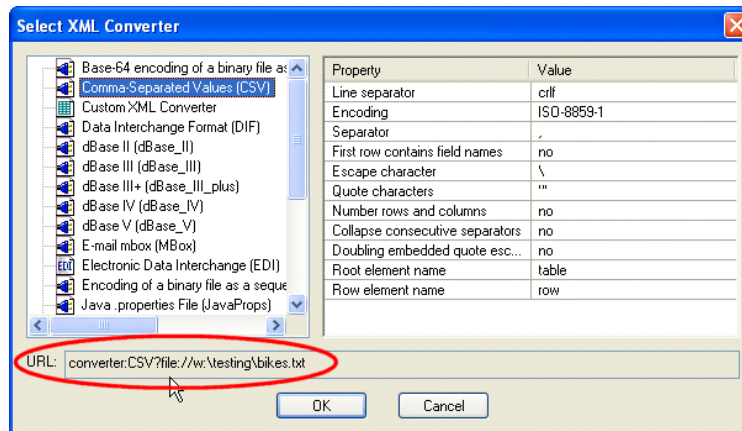 Select XML Converter
Base-64 encoding of a binary file as
Comma-Separated Values (CSV)
Custom XML Converter
Data Interchange Format (DIF)
dBase II (dBase_II)
dBase III (dBase_III)
dBase III+ (dBase_III_plus)
dBase IV (dBase_IV)
dBase V (dBase_V)
E-mail mbox (MBox)
EDI Electronic Data Interchange (EDI)
Encoding of a binary file as a seque
Java .properties File (JavaProps)
Property Value
Line separator crlf
Encoding ISO-8859-1
Separator ,
First row contains field names no
Escape character \
Quote characters '"
Number rows and columns no
Collapse consecutive separators no
Doubling embedded quote esc... no
Root element name table
Row element name row
URL: converter:CSV?file://w:\testing\bikes.txt
OK Cancel